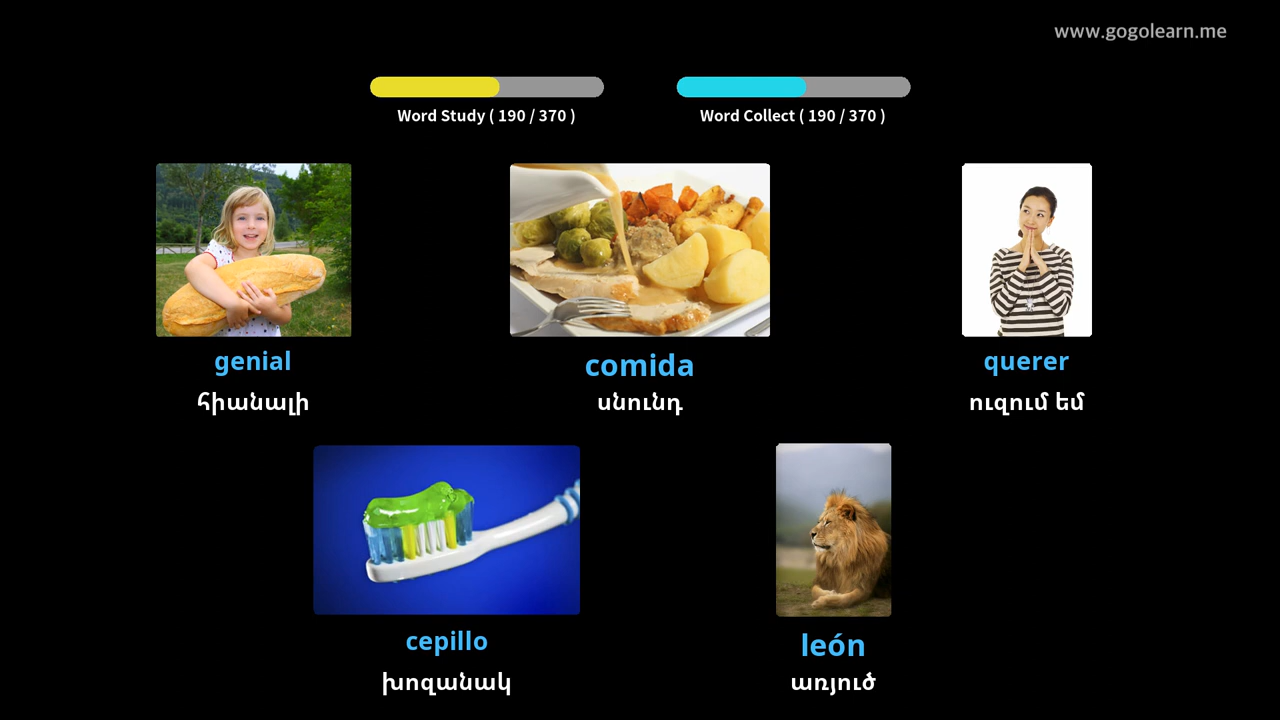 www.gogolearn.me
Word Study ( 190 / 370 )
Word Collect ( 190 / 370 )
genial
հիանալի
comida
սնունդ
querer
ուզում եմ
cepillo
խոզանակ
león
առյուծ